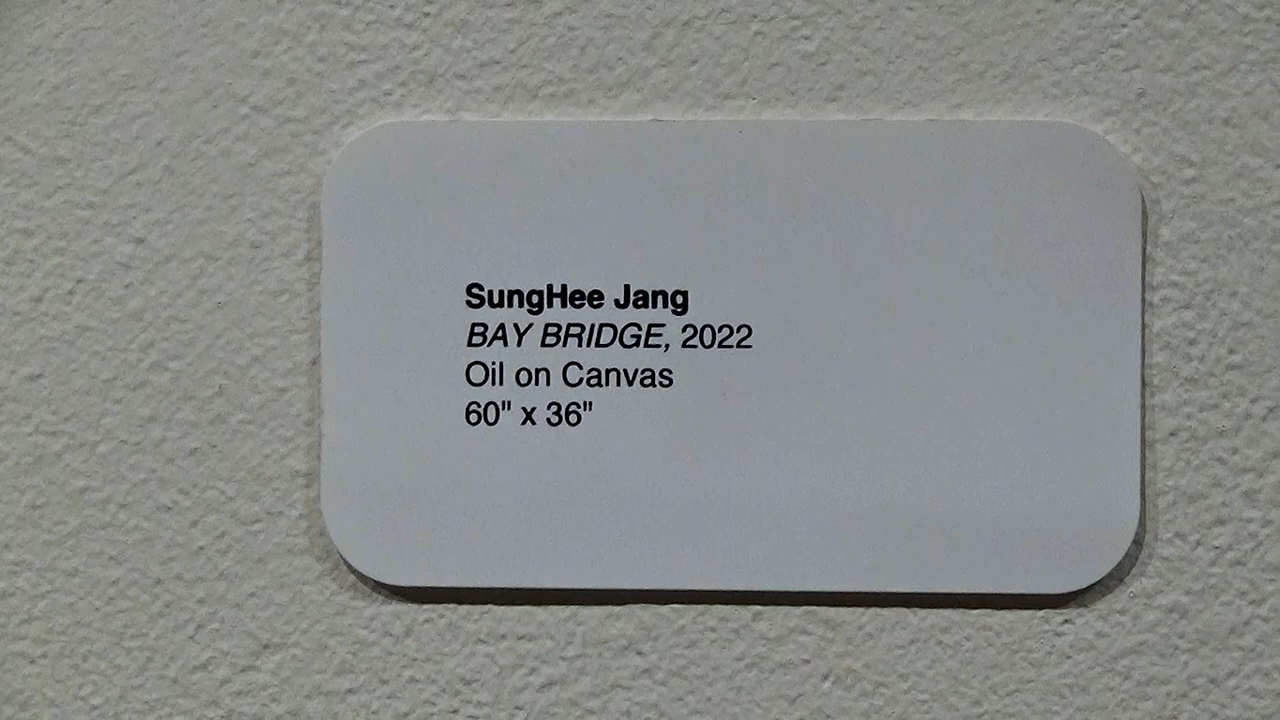 SungHee Jang
BAY BRIDGE, 2022
Oil on Canvas
60" x 36"